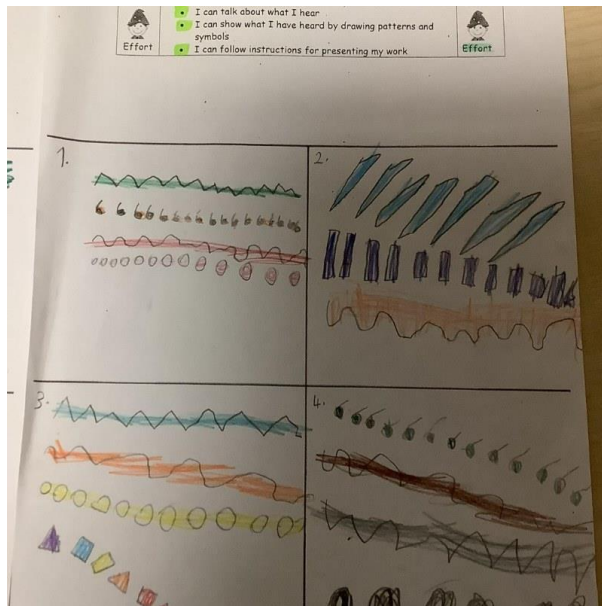 I can talk about what I hear
I can show what I have heard by drawing patterns and
symbols
I can follow instructions for presenting my work
Effort
Effort
1.
2.
3.
4.